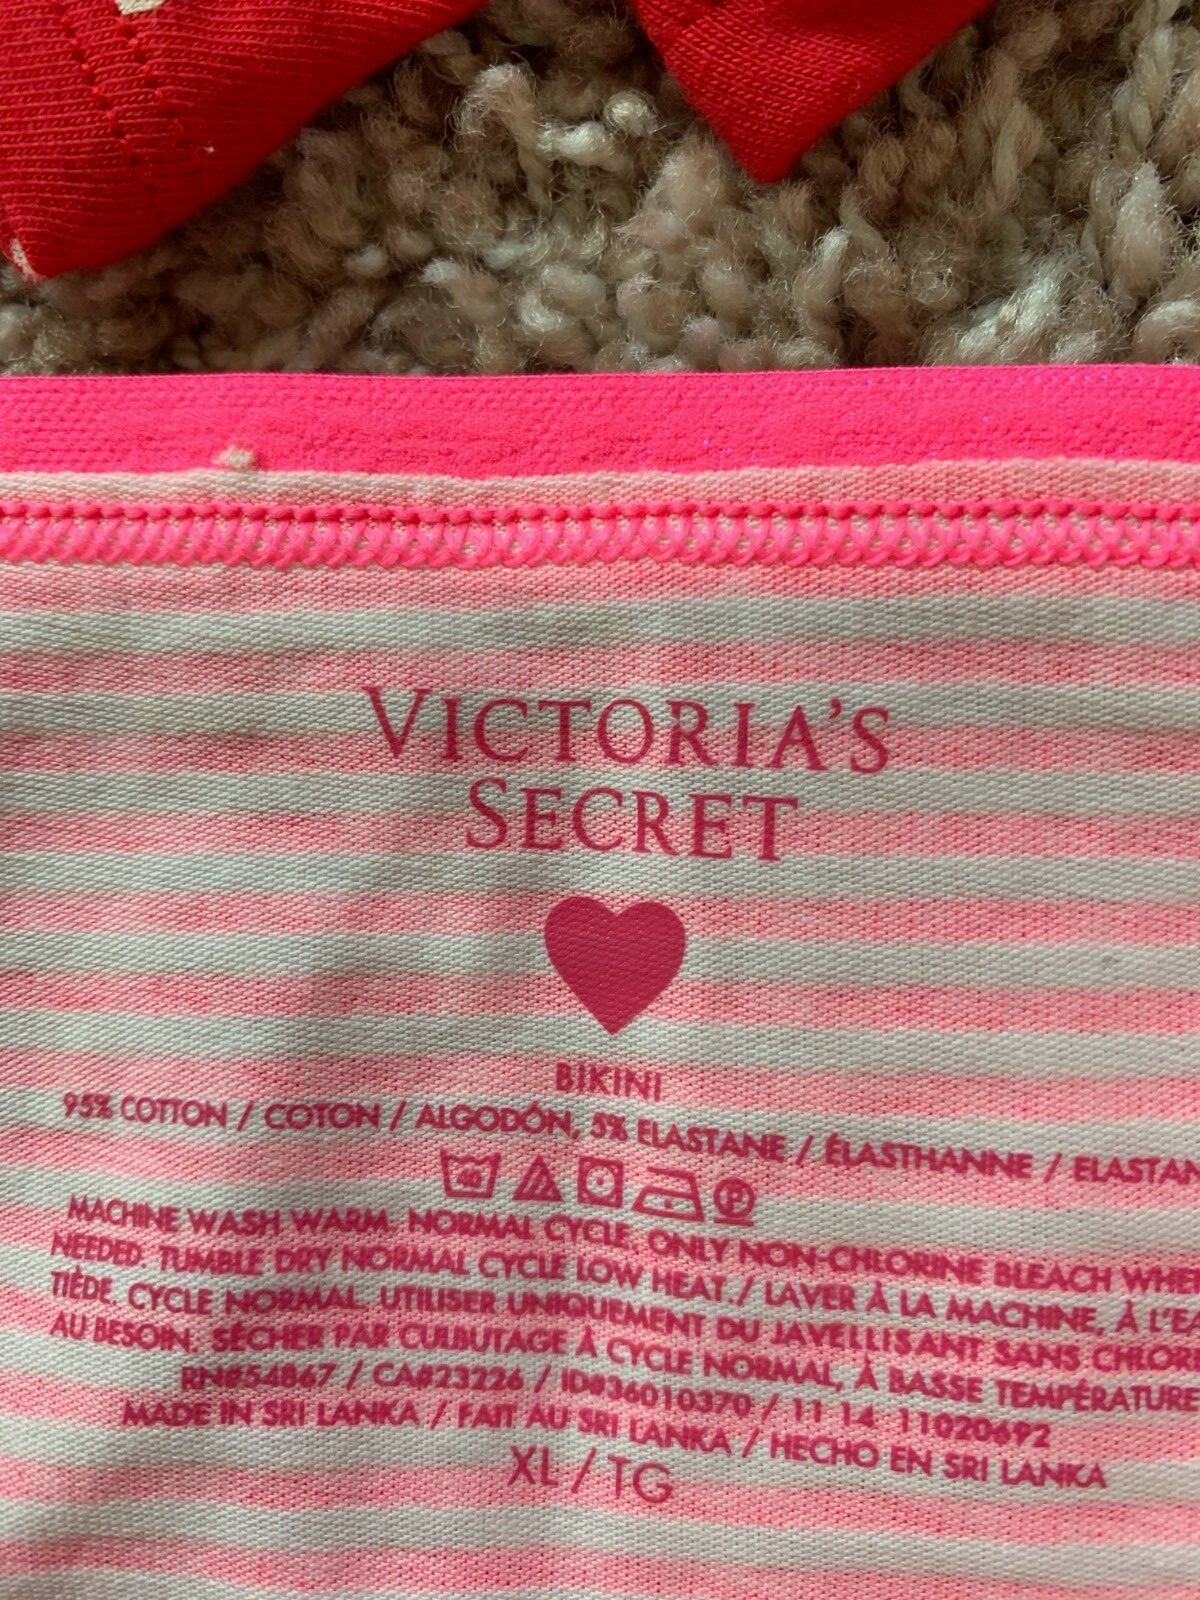 VICTORIA'S
SECRET
BIKINI
95% COTTON / COTON / ALGODÓN, 5% ELASTANE / ÉLASTHANNE / ELASTAN
40
P
MACHINE WASH WARM. NORMAL CYCLE. ONLY NON-CHLORINE BLEACH WHE
NEEDED. TUMBLE DRY NORMAL CYCLE LOW HEAT. / LAVER À LA MACHINE, À L'EA
TIÈDE. CYCLE NORMAL. UTILISER UNIQUEMENT DU JAVELLISANT SANS CHLOR
AU BESOIN. SÉCHER PAR CULBUTAGE À CYCLE NORMAL, À BASSE TEMPÉRATURE
RN#54867 / CA#23226 / ID#36010370 / 11 14 11020692
MADE IN SRI LANKA / FAIT AU SRI LANKA / HECHO EN SRI LANKA
XL / TG